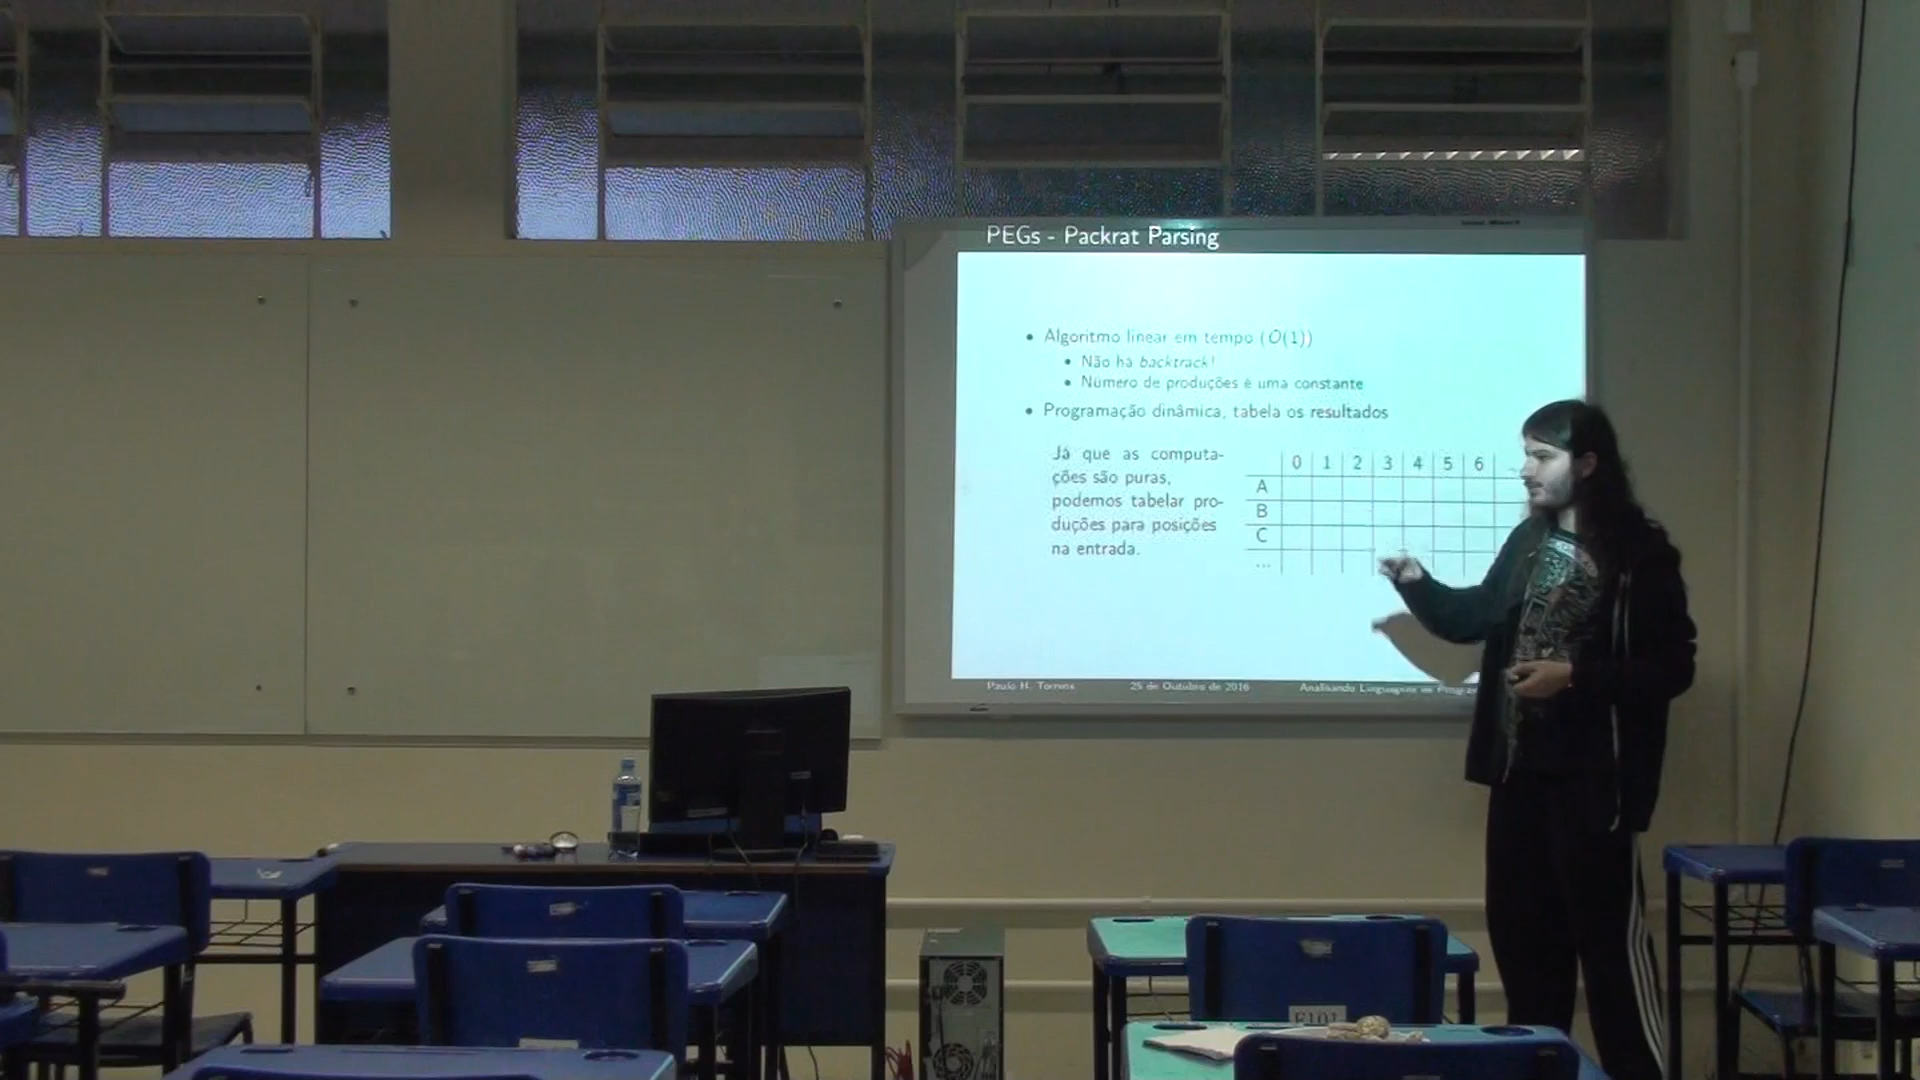 PEGs - Packrat Parsing
• Algoritmo linear em tempo (O(1))
• Não há backtrack!
• Número de produções é uma constante
• Programação dinâmica, tabela os resultados
Já que as computa-
ções são puras,
podemos tabelar pro-
duções para posições
na entrada.
0 1 2 3 4 5 6
A
B
C
...
Paulo H. Torrens 25 de Outubro de 2016 Analisando Linguagens de
E101